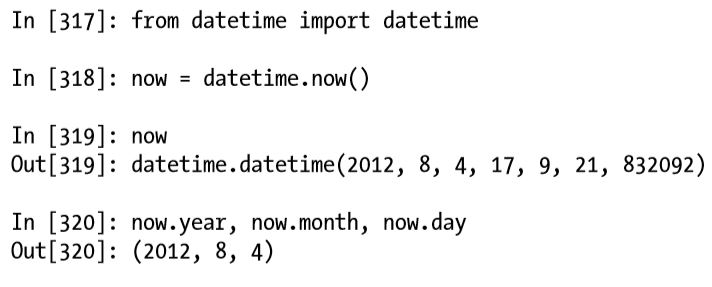 In [317]: from datetime import datetime
In [318]: now = datetime.now()
In [319]: now
Out[319]: datetime.datetime(2012, 8, 4, 17, 9, 21, 832092)
In [320]: now.year, now.month, now.day
Out[320]: (2012, 8, 4)